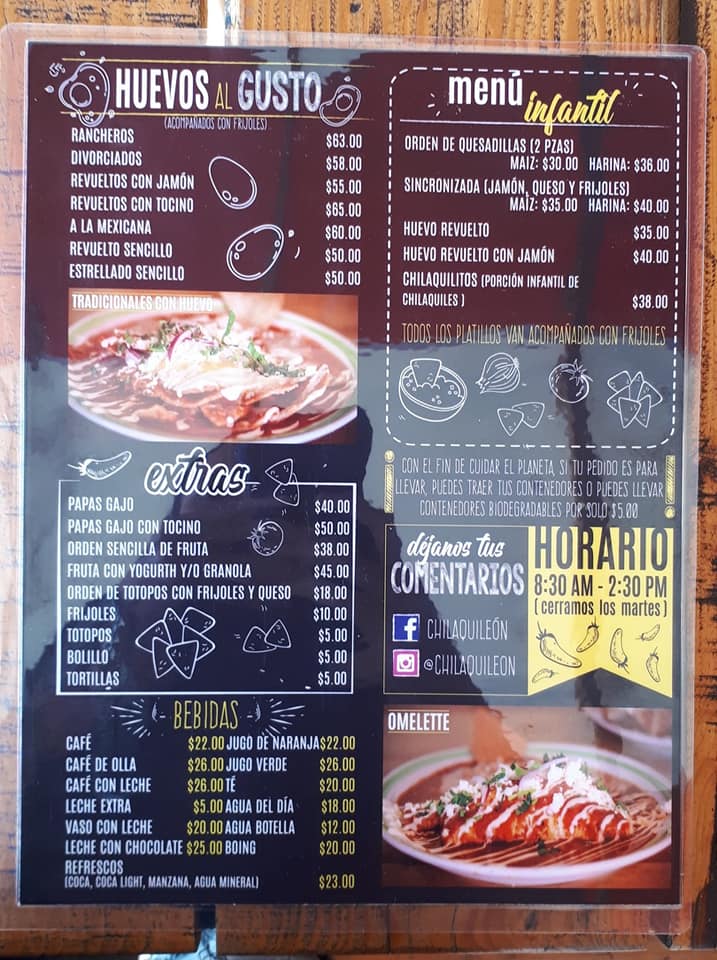 HUEVOS AL GUSTO
(ACOMPAÑADOS CON FRIJOLES)
RANCHEROS $63.00
DIVORCIADOS $58.00
REVUELTOS CON JAMÓN $55.00
REVUELTOS CON TOCINO $65.00
A LA MEXICANA $60.00
REVUELTO SENCILLO $50.00
ESTRELLADO SENCILLO $50.00
TRADICIONALES CON HUEVO
extras
PAPAS GAJO $40.00
PAPAS GAJO CON TOCINO $50.00
ORDEN SENCILLA DE FRUTA $38.00
FRUTA CON YOGURTH Y/O GRANOLA $45.00
ORDEN DE TOTOPOS CON FRIJOLES Y QUESO $18.00
FRIJOLES $10.00
TOTOPOS $5.00
BOLILLO $5.00
TORTILLAS $5.00
BEBIDAS
CAFÉ $22.00 JUGO DE NARANJA $22.00
CAFÉ DE OLLA $26.00 JUGO VERDE $26.00
CAFÉ CON LECHE $26.00 TÉ $20.00
LECHE EXTRA $5.00 AGUA DEL DÍA $18.00
VASO CON LECHE $20.00 AGUA BOTELLA $12.00
LECHE CON CHOCOLATE $25.00 BOING $20.00
REFRESCOS
(COCA, COCA LIGHT, MANZANA, AGUA MINERAL) $23.00
menú infantil
ORDEN DE QUESADILLAS (2 PZAS)
MAÍZ: $30.00 HARINA: $36.00
SINCRONIZADA (JAMÓN, QUESO Y FRIJOLES)
MAÍZ: $35.00 HARINA: $40.00
HUEVO REVUELTO $35.00
HUEVO REVUELTO CON JAMÓN $40.00
CHILAQUILITOS (PORCIÓN INFANTIL DE
CHILAQUILES ) $38.00
TODOS LOS PLATILLOS VAN ACOMPAÑADOS CON FRIJOLES
CON EL FIN DE CUIDAR EL PLANETA, SI TU PEDIDO ES PARA
LLEVAR, PUEDES TRAER TUS CONTENEDORES O PUEDES LLEVAR
CONTENEDORES BIODEGRADABLES POR SOLO $5.00
déjanos tus
COMENTARIOS
CHILAQUILEÓN
@CHILAQUILEON
HORARIO
8:30 AM - 2:30 PM
(cerramos los martes)
OMELETTE